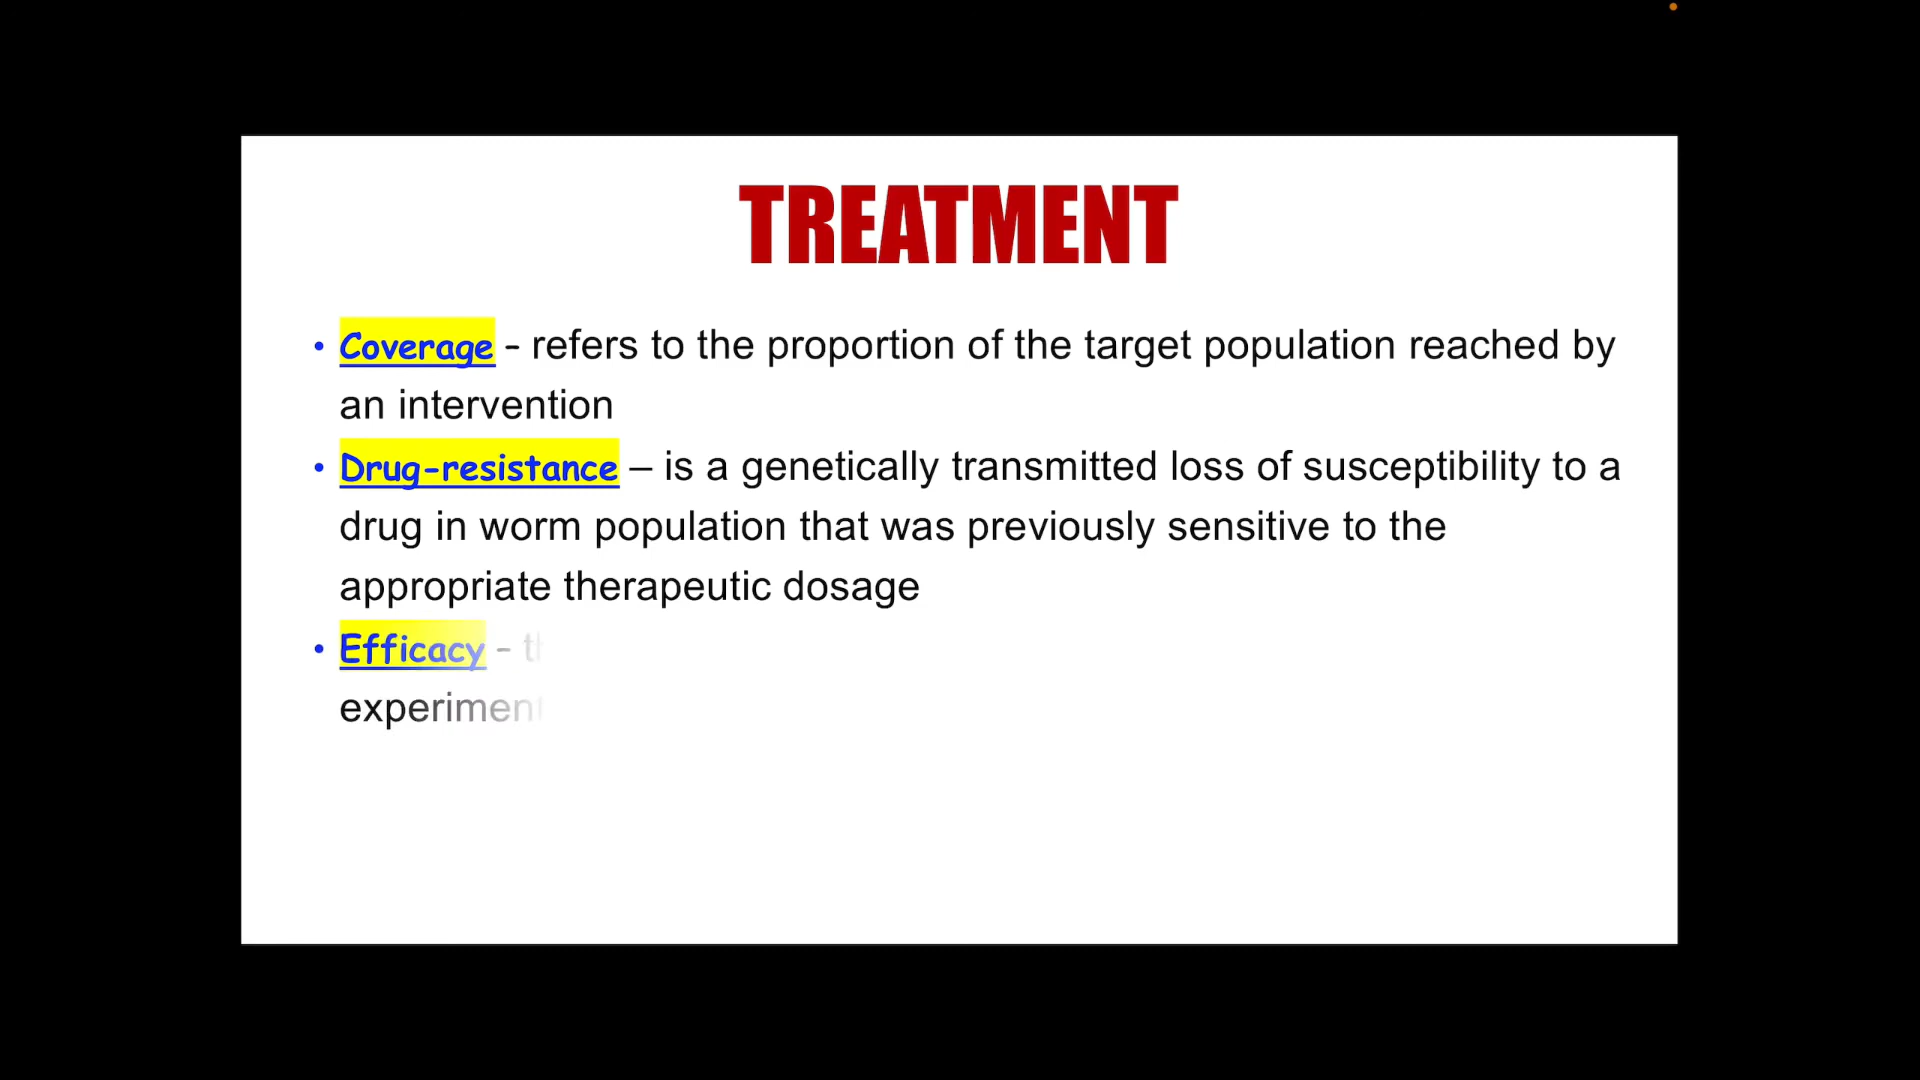 TREATMENT
• Coverage - refers to the proportion of the target population reached by
an intervention
• Drug-resistance – is a genetically transmitted loss of susceptibility to a
drug in worm population that was previously sensitive to the
appropriate therapeutic dosage
• Efficacy -